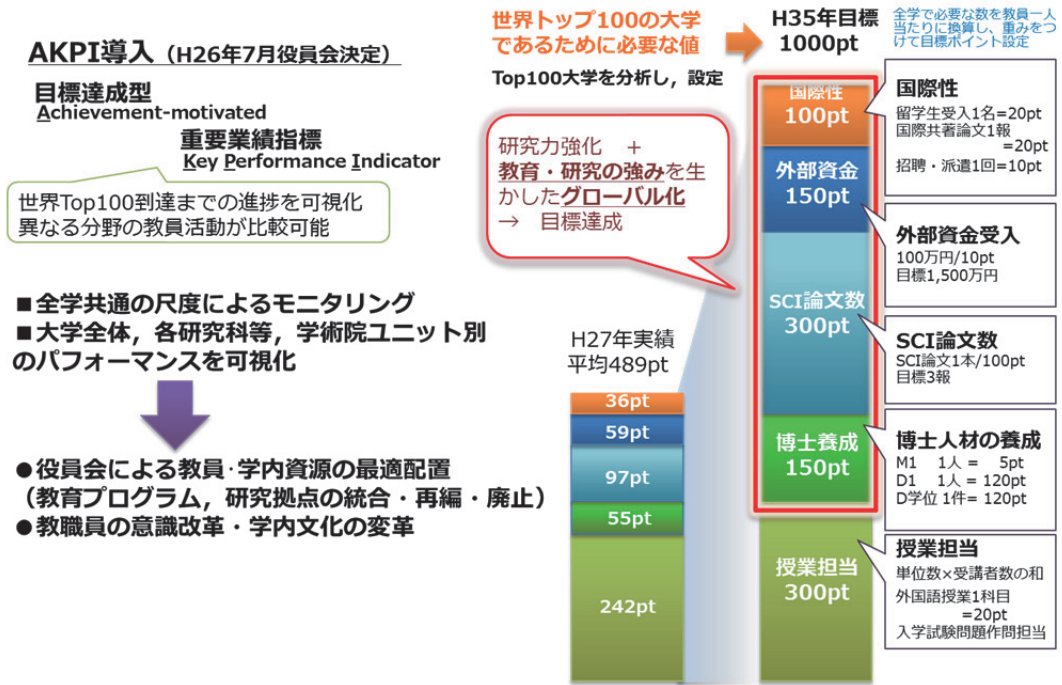 AKPI導入（H26年7月役員会決定）
目標達成型
Achievement-motivated
重要業績指標
Key Performance Indicator
世界Top100到達までの進捗を可視化
異なる分野の教員活動が比較可能
■全学共通の尺度によるモニタリング
■大学全体，各研究科等，学術院ユニット別
のパフォーマンスを可視化
●役員会による教員･学内資源の最適配置
（教育プログラム，研究拠点の統合・再編・廃止）
●教職員の意識改革・学内文化の変革
世界トップ100の大学
であるために必要な値
Top100大学を分析し，設定
研究力強化　＋
教育・研究の強みを生
かしたグローバル化
→　目標達成
H27年実績
平均489pt
36pt
59pt
97pt
55pt
242pt
H35年目標
1000pt
国際性
100pt
外部資金
150pt
SCI論文数
300pt
博士養成
150pt
授業担当
300pt
全学で必要な数を教員一人
当たりに換算し、重みをつ
けて目標ポイント設定
国際性
留学生受入1名=20pt
国際共著論文1報
=20pt
招聘・派遣1回=10pt
外部資金受入
100万円/10pt
目標1,500万円
SCI論文数
SCI論文1本/100pt
目標3報
博士人材の養成
M1　1人 =　5pt
D1　1人 = 120pt
D学位 1件= 120pt
授業担当
単位数×受講者数の和
外国語授業1科目
=20pt
入学試験問題作問担当